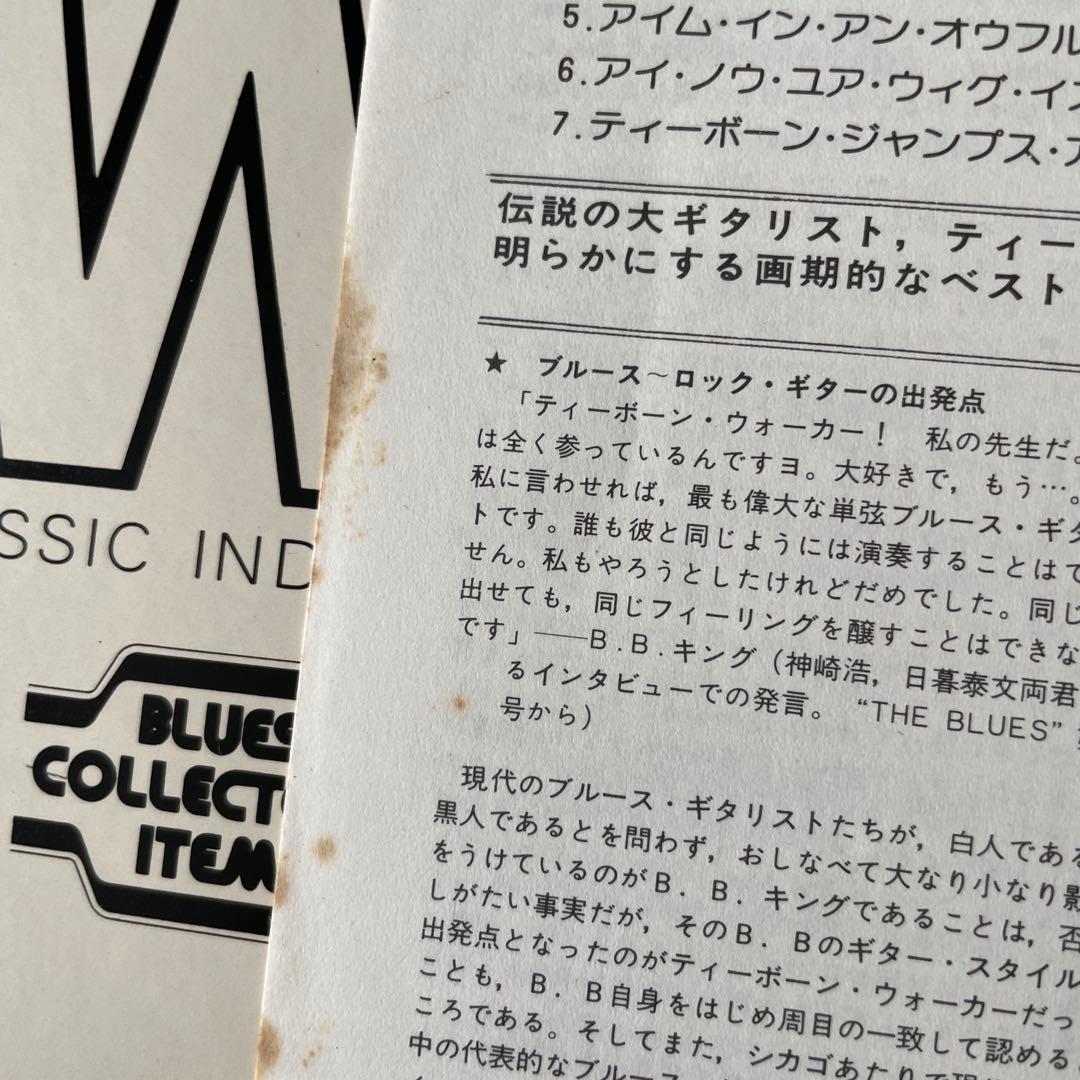 5.アイム・イン・アン・オウフル
6.アイ・ノウ・ユア・ウィグ・イ
7.ティーボーン・ジャンプス・
伝説の大ギタリスト，ティー
明らかにする画期的なベスト
★ ブルース～ロック・ギターの出発点
「ティーボーン・ウォーカー！ 私の先生だ。
は全く参っているんですヨ。大好きで，もう…。
私に言わせれば，最も偉大な単弦ブルース・ギタ
トです。誰も彼と同じようには演奏することはで
せん。私もやろうとしたけれどだめでした。同じ
出せても，同じフィーリングを醸すことはできな
です」――B.B.キング（神崎浩，日暮泰文両君
るインタビューでの発言。“THE BLUES”
号から）
現代のブルース・ギタリストたちが，白人である
黒人であるとを問わず，おしなべて大なり小なり影
をうけているのがB．B．キングであることは，否
しがたい事実だが，そのB．Bのギター・スタイル
出発点となったのがティーボーン・ウォーカーだっ
ことも，B．B自身をはじめ周目の一致して認める
ころである。そしてまた，シカゴあたりで
中の代表的なブルース
SSIC IND
BLUES
COLLECTO
ITEM